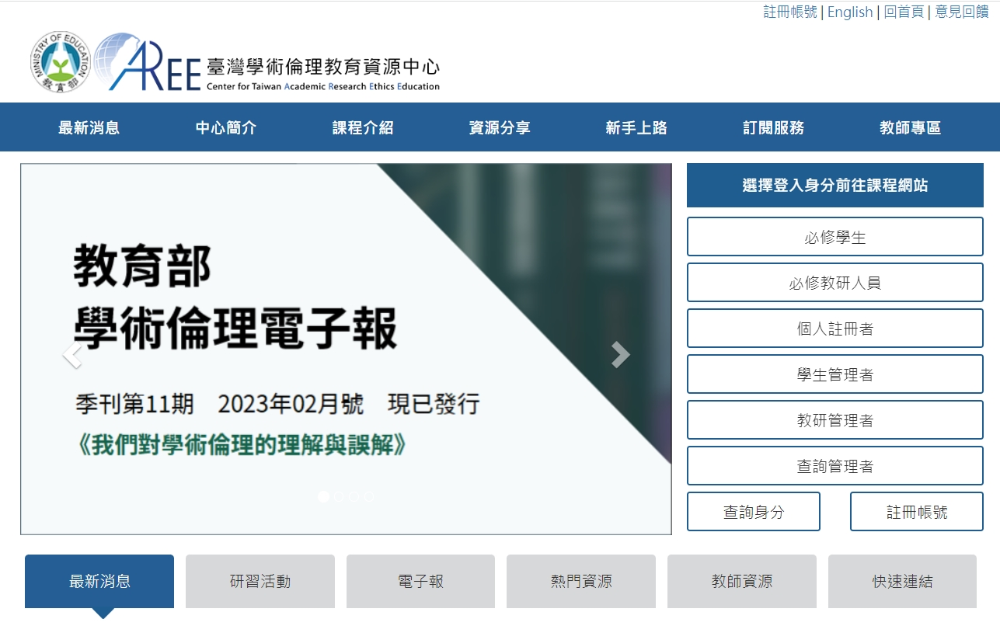 註冊帳號 | English | 回首頁 | 意見回饋
MINISTRY OF EDUCATION
教育部
AREE
臺灣學術倫理教育資源中心
Center for Taiwan Academic Research Ethics Education
最新消息 中心簡介 課程介紹 資源分享 新手上路 訂閱服務 教師專區
教育部
學術倫理電子報
季刊第11期 2023年02月號 現已發行
《我們對學術倫理的理解與誤解》
選擇登入身分前往課程網站
必修學生
必修教研人員
個人註冊者
學生管理者
教研管理者
查詢管理者
查詢身分 註冊帳號
最新消息 研習活動 電子報 熱門資源 教師資源 快速連結